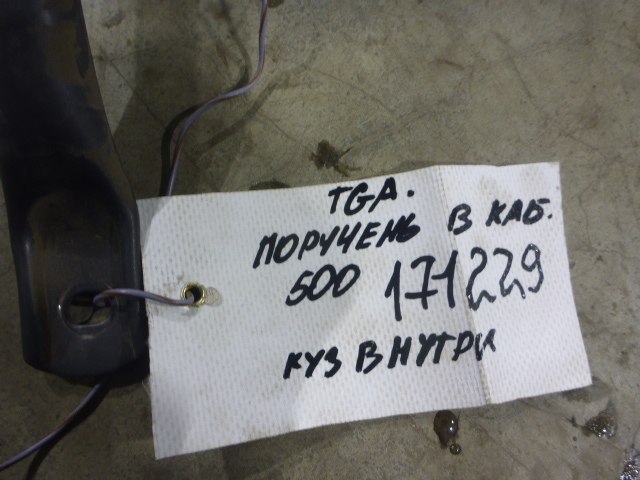 TGA.
ПОРУЧЕНЬ В КАБ.
500 171229
КУЗ ВНУТРИ